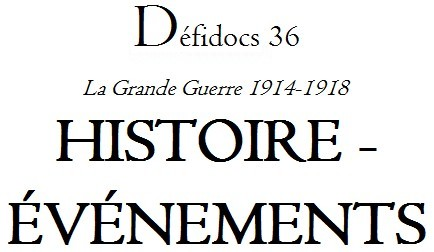 Défidocs 36
La Grande Guerre 1914-1918
HISTOIRE -
ÉVÉNEMENTS